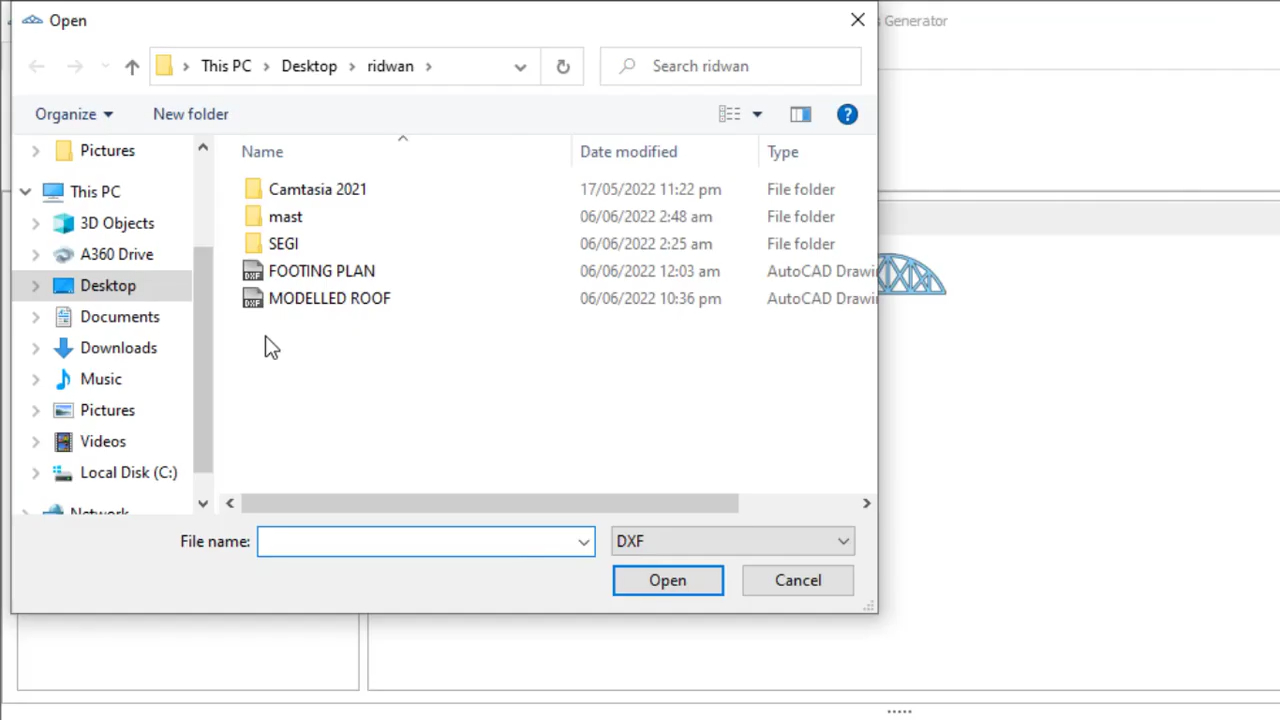 Open
s Generator
This PC
Desktop
ridwan
Search ridwan
Organize
New folder
Name
Date modified
Type
Pictures
This PC
3D Objects
A360 Drive
Desktop
Documents
Downloads
Music
Pictures
Videos
Local Disk (C:)
Network
Camtasia 2021 17/05/2022 11:22 pm File folder
mast 06/06/2022 2:48 am File folder
SEGI 06/06/2022 2:25 am File folder
DXF FOOTING PLAN 06/06/2022 12:03 am AutoCAD Drawi
DXF MODELLED ROOF 06/06/2022 10:36 pm AutoCAD Drawi
File name:
DXF
Open
Cancel